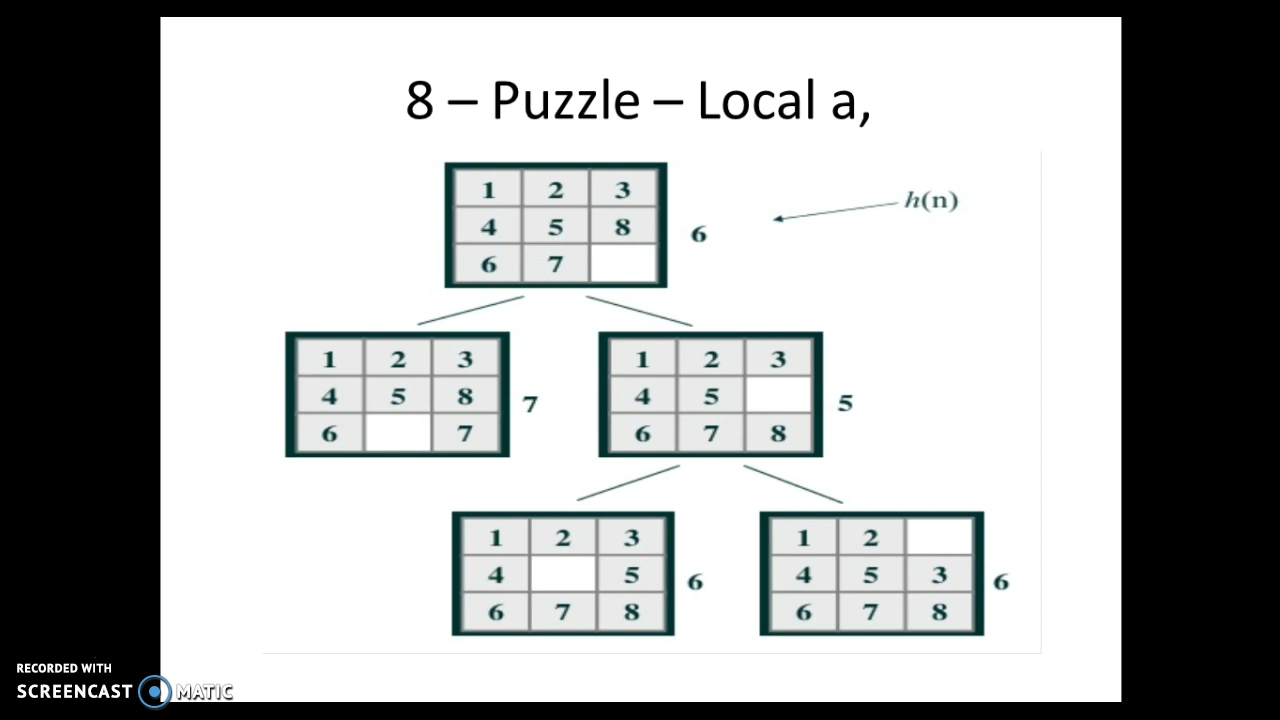 8 – Puzzle – Local a,
1 2 3
4 5 8
6 7
6
h(n)
1 2 3
4 5 8
6 7
7
1 2 3
4 5
6 7 8
5
1 2 3
4 5
6 7 8
6
1 2
4 5 3
6 7 8
6
RECORDED WITH
SCREENCAST MATIC